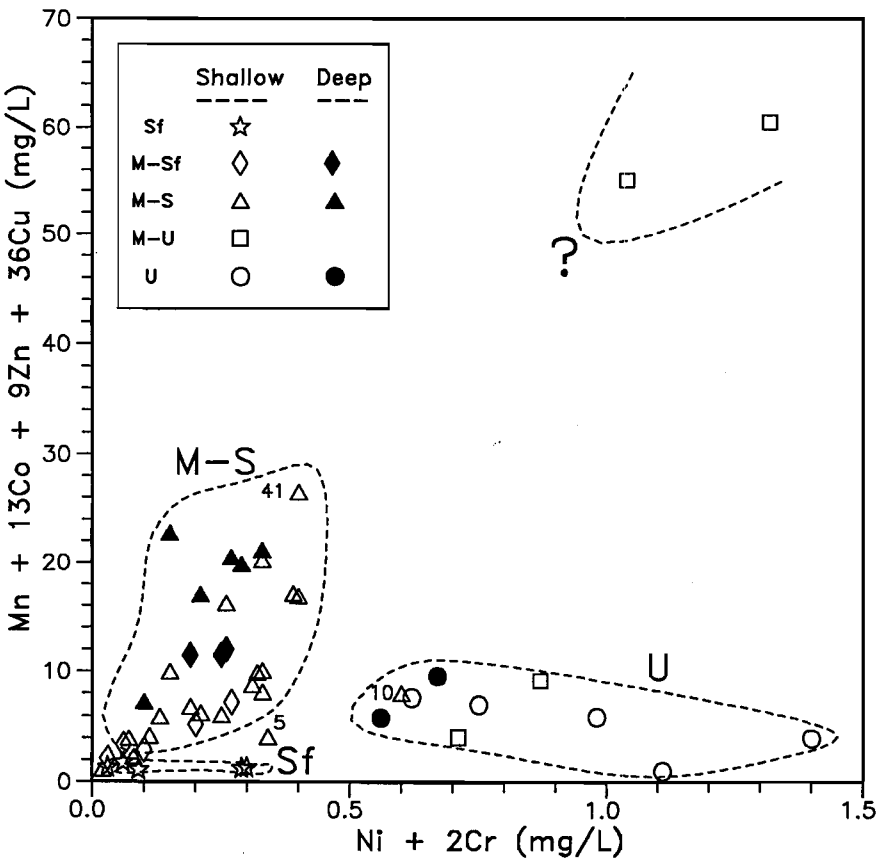 70
60
50
40
30
20
10
0
Mn + 13Co + 9Zn + 36Cu (mg/L)
Shallow Deep
Sf
M-Sf
M-S
M-U
U
?
M-S
41
10
U
5
Sf
0.0 0.5 1.0 1.5
Ni + 2Cr (mg/L)